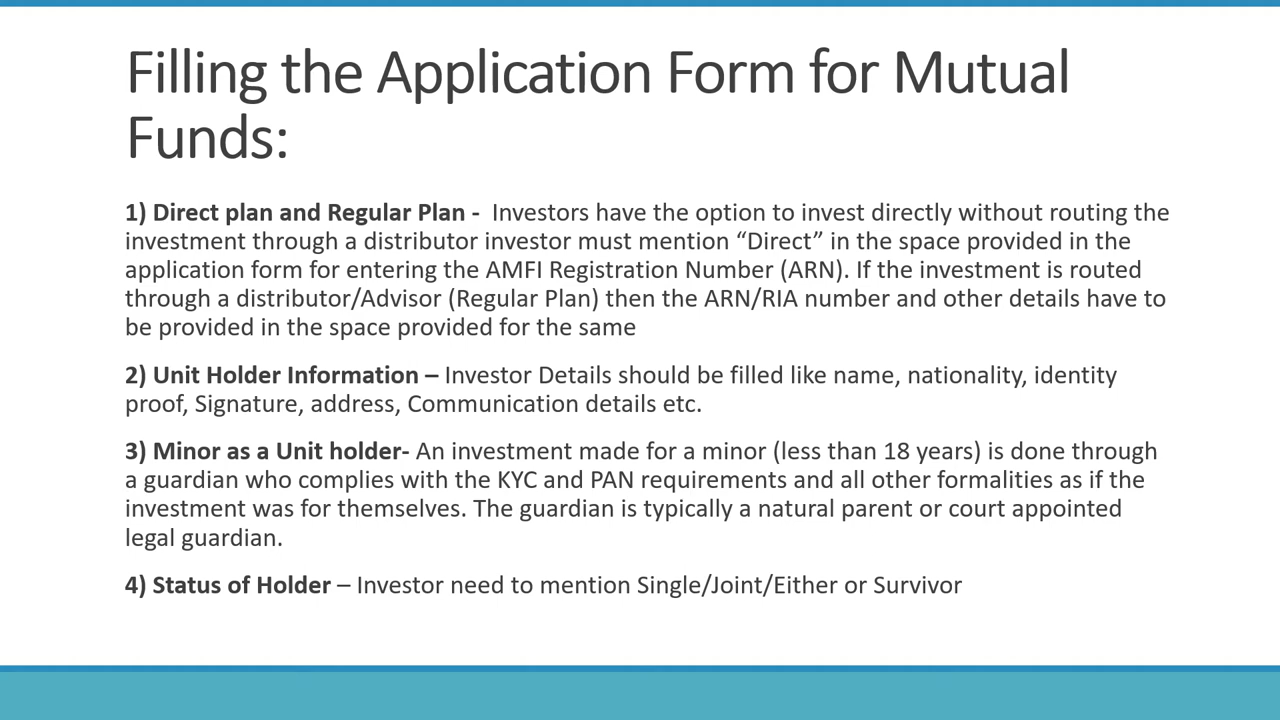 Filling the Application Form for Mutual
Funds:
1) Direct plan and Regular Plan -  Investors have the option to invest directly without routing the
investment through a distributor investor must mention “Direct” in the space provided in the
application form for entering the AMFI Registration Number (ARN). If the investment is routed
through a distributor/Advisor (Regular Plan) then the ARN/RIA number and other details have to
be provided in the space provided for the same
2) Unit Holder Information – Investor Details should be filled like name, nationality, identity
proof, Signature, address, Communication details etc.
3) Minor as a Unit holder- An investment made for a minor (less than 18 years) is done through
a guardian who complies with the KYC and PAN requirements and all other formalities as if the
investment was for themselves. The guardian is typically a natural parent or court appointed
legal guardian.
4) Status of Holder – Investor need to mention Single/Joint/Either or Survivor